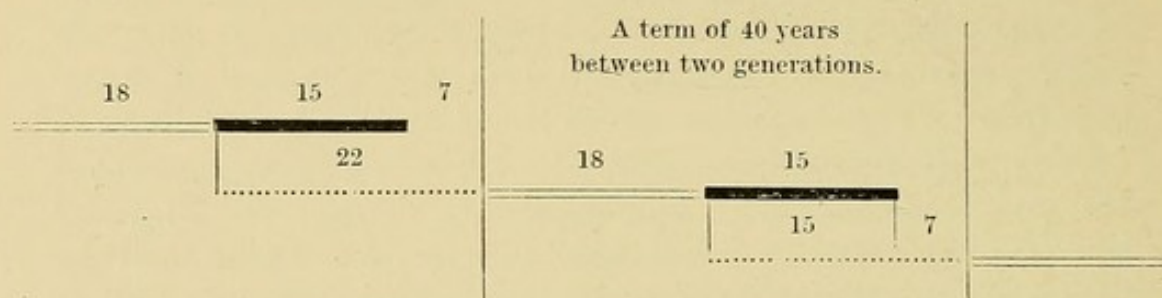 A term of 40 years
between two generations.
18 15 7
22
18 15
15 7